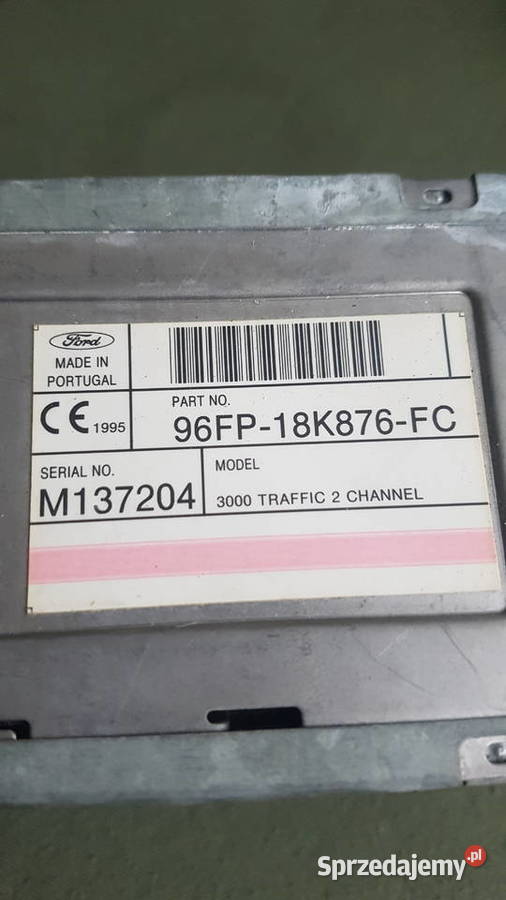 Ford
MADE IN
PORTUGAL
CE 1995
PART NO.
96FP-18K876-FC
SERIAL NO.
M137204
MODEL
3000 TRAFFIC 2 CHANNEL
Sprzedajemy.pl